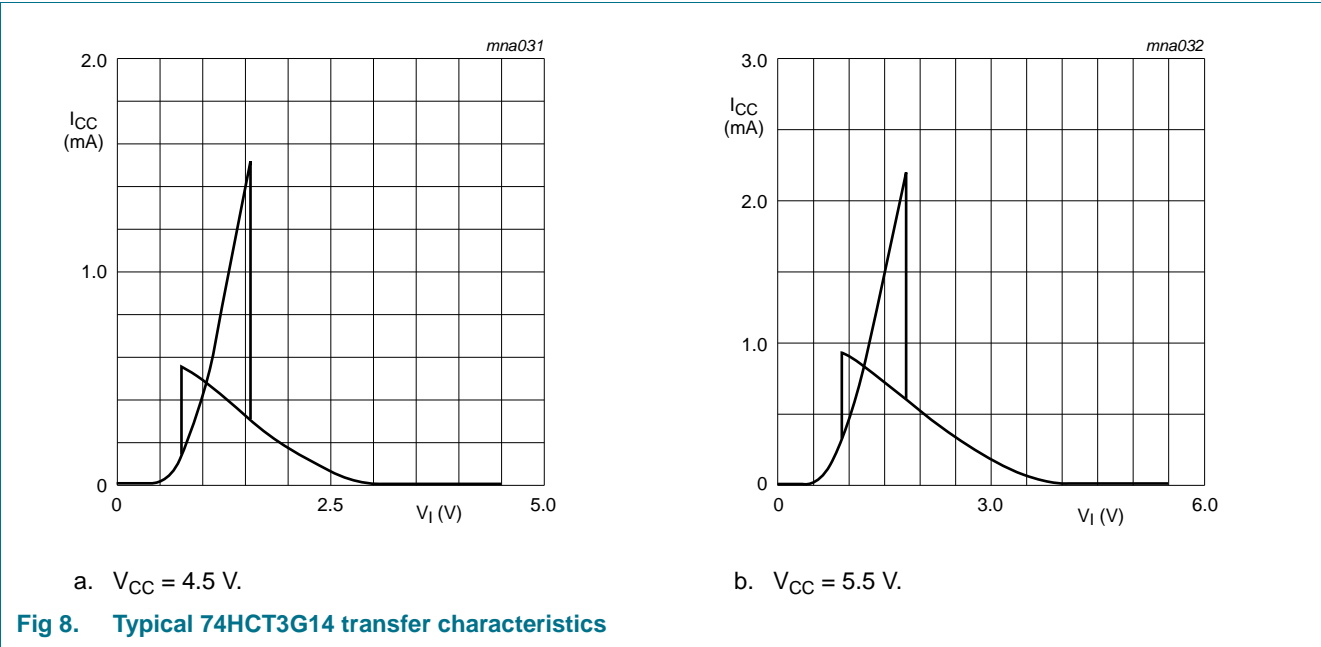 mna031
2.0
ICC
(mA)
1.0
0
0
2.5
VI (V)
5.0
a. VCC = 4.5 V.
mna032
3.0
ICC
(mA)
2.0
1.0
0
0
3.0
VI (V)
6.0
b. VCC = 5.5 V.
Fig 8. Typical 74HCT3G14 transfer characteristics